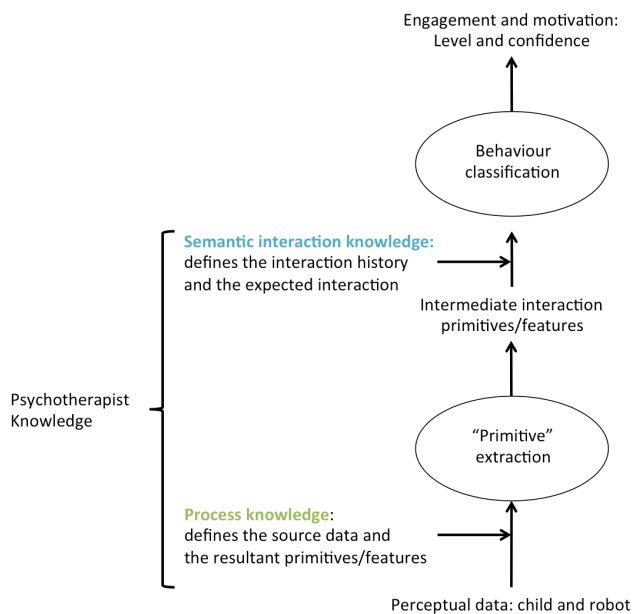 Engagement and motivation:
Level and confidence
Behaviour
classification
Semantic interaction knowledge:
defines the interaction history
and the expected interaction
Intermediate interaction
primitives/features
Psychotherapist
Knowledge
“Primitive”
extraction
Process knowledge:
defines the source data and
the resultant primitives/features
Perceptual data: child and robot